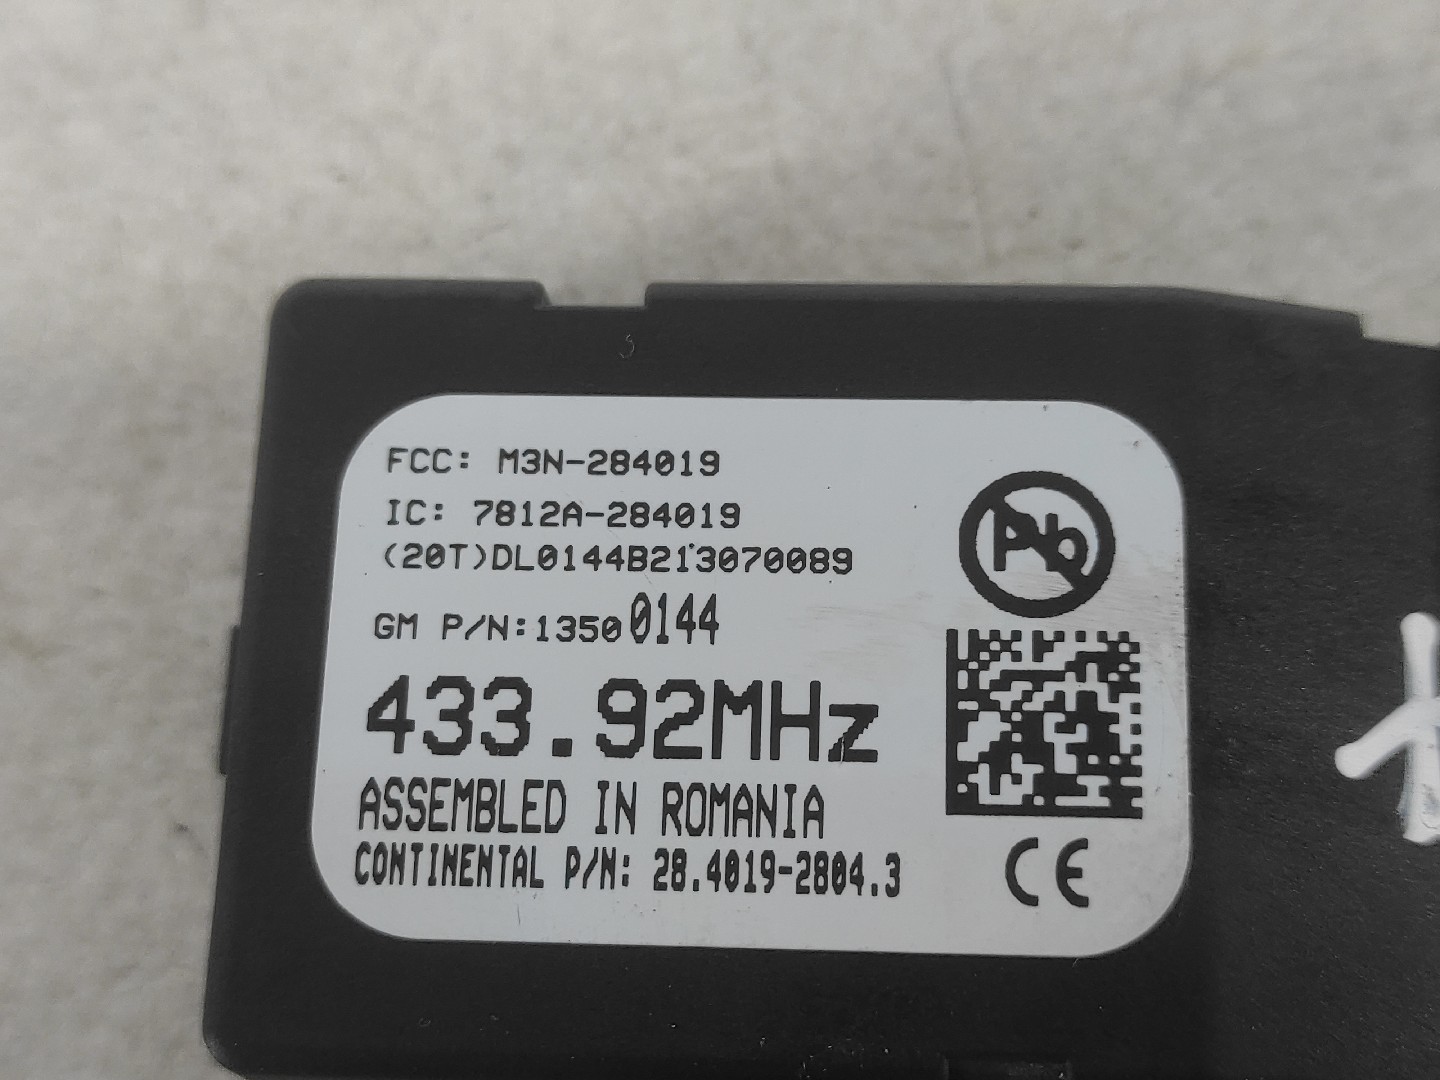 FCC: M3N-284019
IC: 7812A-284019
(20T)DL0144B213070089
GM P/N:13500144
433.92MHz
ASSEMBLED IN ROMANIA
CONTINENTAL P/N: 28.4019-2804.3
Pb
CE